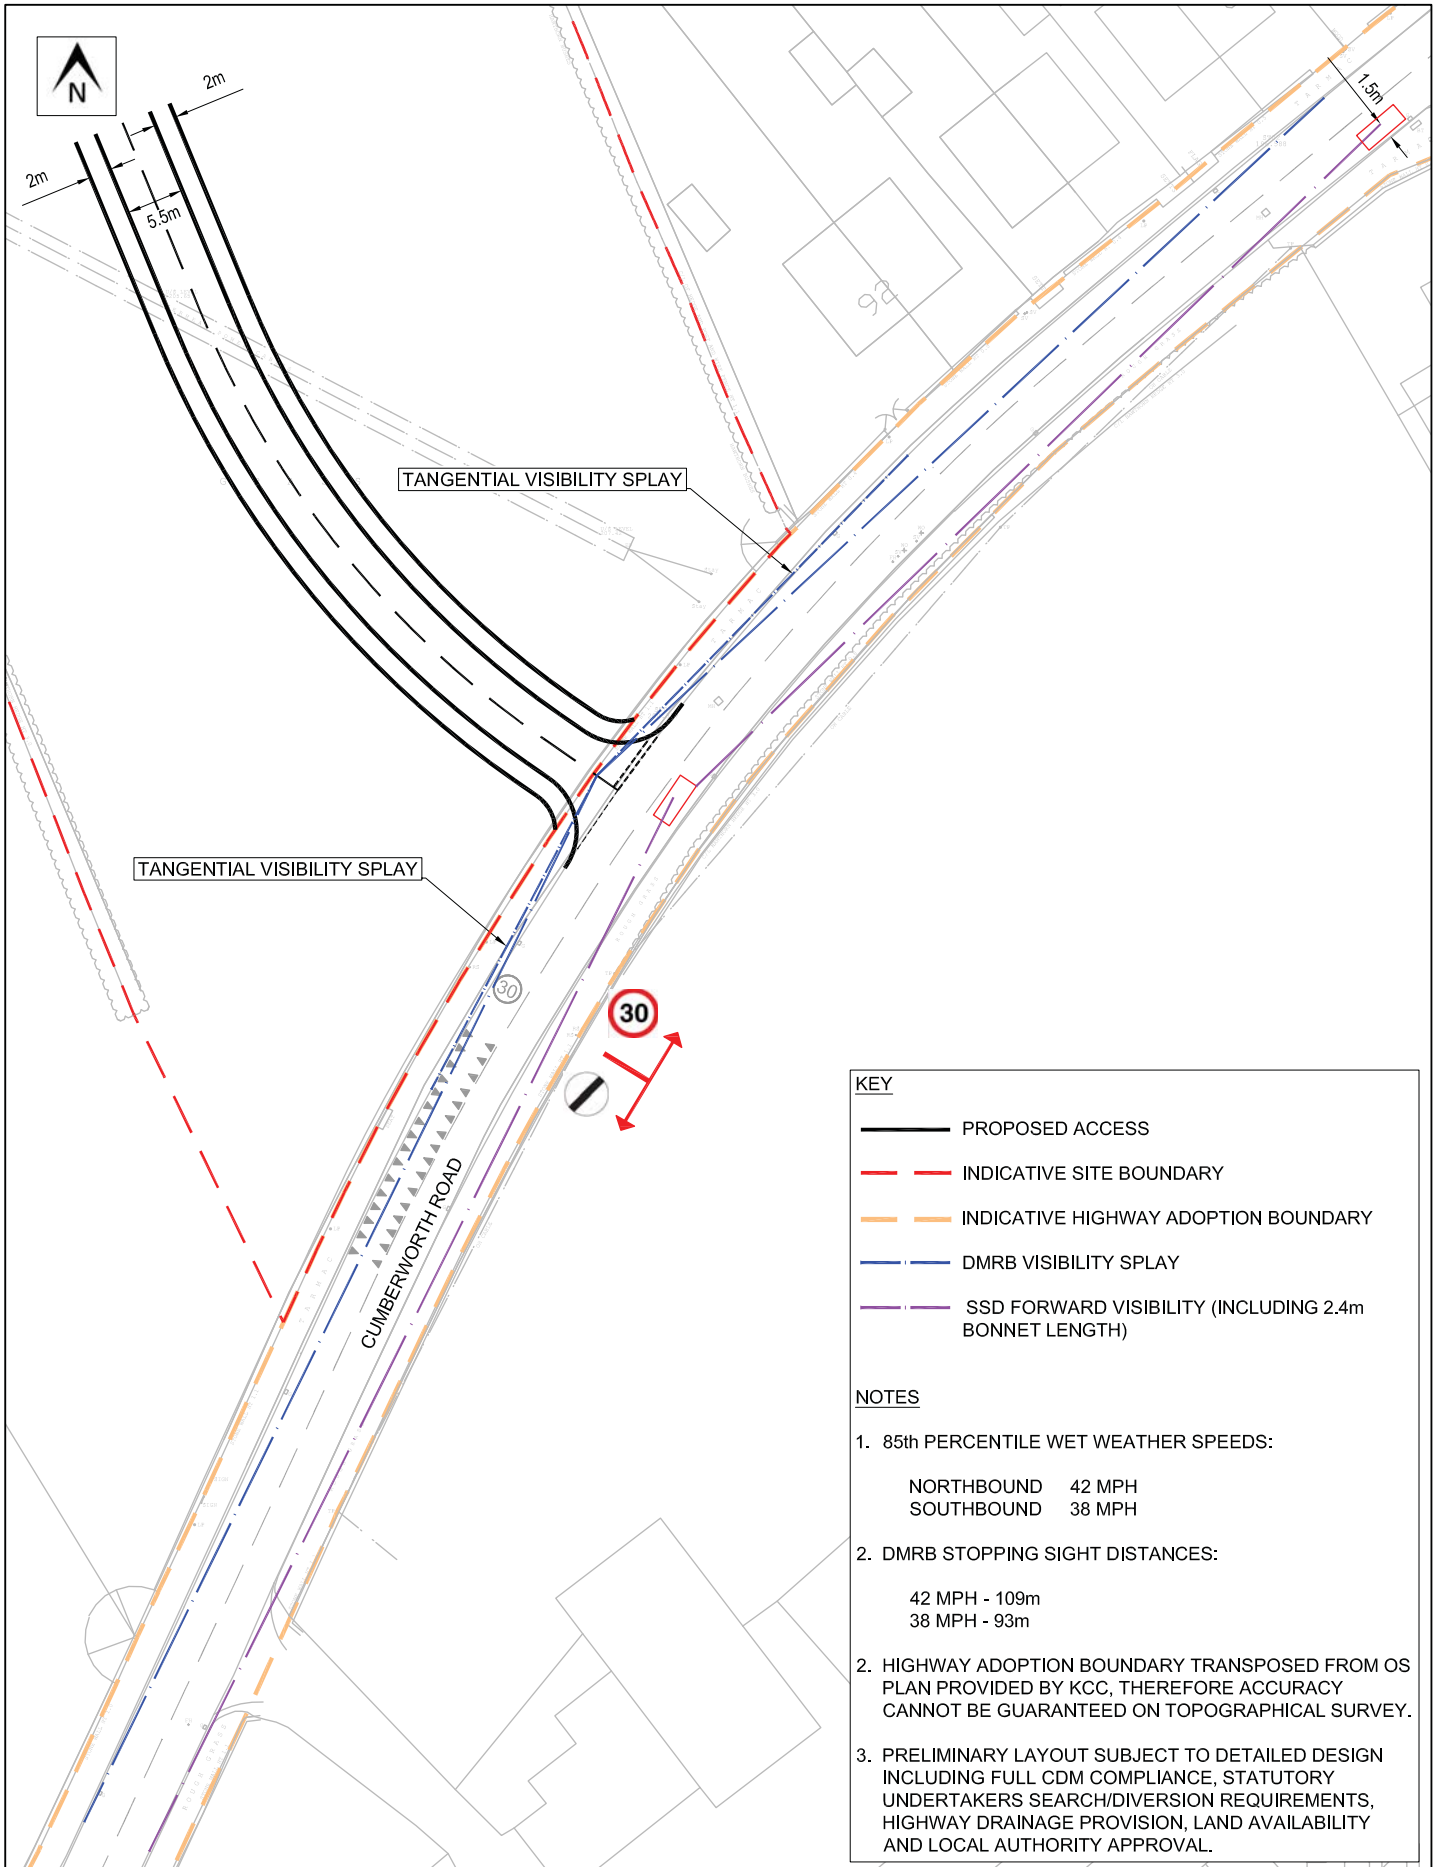 N
2m
2m
5.5m
1.5m
92
TANGENTIAL VISIBILITY SPLAY
TANGENTIAL VISIBILITY SPLAY
30
30
CUMBERWORTH ROAD
KEY
PROPOSED ACCESS
INDICATIVE SITE BOUNDARY
INDICATIVE HIGHWAY ADOPTION BOUNDARY
DMRB VISIBILITY SPLAY
SSD FORWARD VISIBILITY (INCLUDING 2.4m
BONNET LENGTH)
NOTES
1. 85th PERCENTILE WET WEATHER SPEEDS:
NORTHBOUND 42 MPH
SOUTHBOUND 38 MPH
2. DMRB STOPPING SIGHT DISTANCES:
42 MPH - 109m
38 MPH - 93m
2. HIGHWAY ADOPTION BOUNDARY TRANSPOSED FROM OS
PLAN PROVIDED BY KCC, THEREFORE ACCURACY
CANNOT BE GUARANTEED ON TOPOGRAPHICAL SURVEY.
3. PRELIMINARY LAYOUT SUBJECT TO DETAILED DESIGN
INCLUDING FULL CDM COMPLIANCE, STATUTORY
UNDERTAKERS SEARCH/DIVERSION REQUIREMENTS,
HIGHWAY DRAINAGE PROVISION, LAND AVAILABILITY
AND LOCAL AUTHORITY APPROVAL.